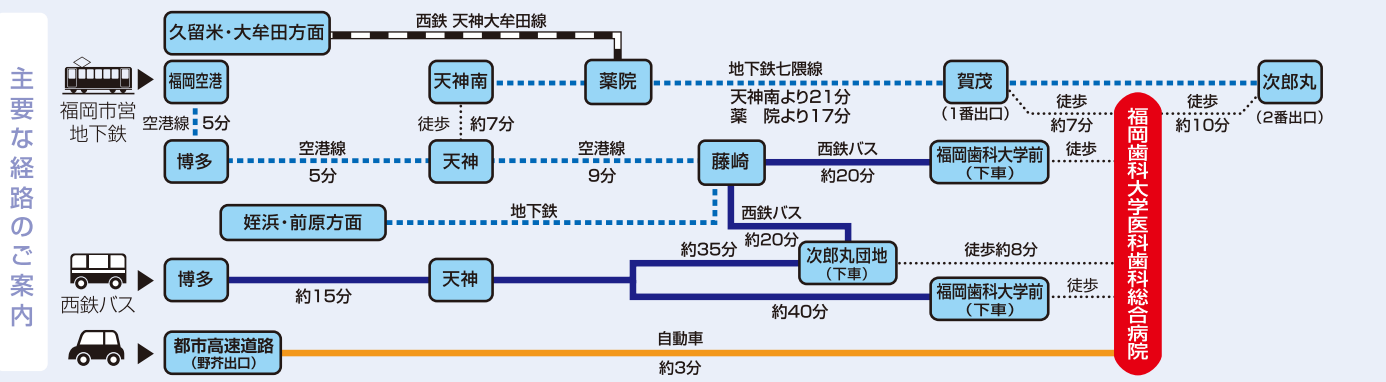 主要な経路のご案内
久留米・大牟田方面
西鉄 天神大牟田線
福岡市営
地下鉄
福岡空港
天神南
薬院
地下鉄七隈線
天神南より21分
薬　院より17分
賀茂
(1番出口)
次郎丸
(2番出口)
徒歩
約7分
徒歩
約10分
空港線
5分
徒歩
約7分
博多
空港線
5分
天神
空港線
9分
藤崎
西鉄バス
約20分
福岡歯科大学前
(下車)
徒歩
姪浜・前原方面
地下鉄
西鉄バス
約20分
西鉄バス
博多
約15分
天神
約35分
次郎丸団地
(下車)
徒歩約8分
約40分
福岡歯科大学前
(下車)
徒歩
都市高速道路
(野芥出口)
自動車
約3分
福岡歯科大学医科歯科総合病院